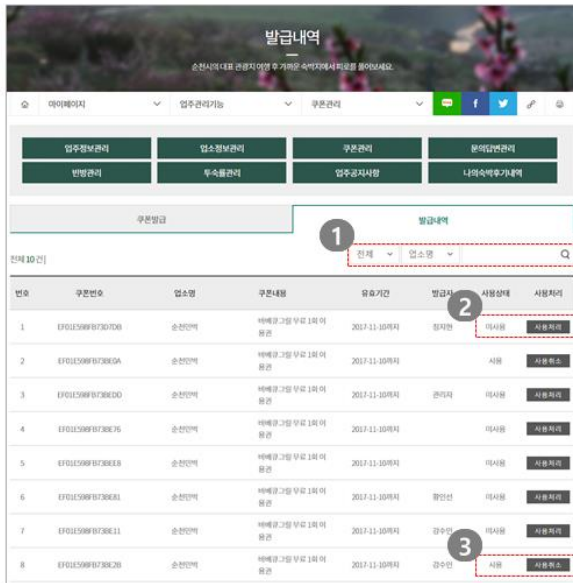 발급내역
순천시의 대표 관광지 여행 후 가까운 숙박지에서 피로를 풀어보세요.
마이페이지 업주관리기능 쿠폰관리
업주정보관리 업소정보관리 쿠폰관리 문의답변관리
빈방관리 투숙률관리 업주공지사항 나의숙박후기내역
쿠폰발급 발급내역
1
전체 10 건] 전체 업소명
번호 쿠폰번호 업소명 쿠폰내용 유효기간 발급자 사용상태 사용처리
2
1 EF01E598FB73D7DB 순천민박 바베큐그릴 무료 1회 이용권 2017-11-10까지 미사용 사용처리
2 EF01E598FB73BE0A 순천민박 바베큐그릴 무료 1회 이용권 2017-11-10까지 사용 사용취소
3 EF01E598FB73BEDD 순천민박 바베큐그릴 무료 1회 이용권 2017-11-10까지 관리자 미사용 사용처리
4 EF01E598FB73BE76 순천민박 바베큐그릴 무료 1회 이용권 2017-11-10까지 미사용 사용처리
5 순천민박 바베큐그릴 무료 1회 이용권 2017-11-10까지 미사용 사용처리
6 EF01E598FB73BE81 순천민박 바베큐그릴 무료 1회 이용권 2017-11-10까지 황인선 미사용 사용처리
7 EF01E598FB73BE11 순천민박 바베큐그릴 무료 1회 이용권 2017-11-10까지 강수인 미사용 사용처리
3
8 EF01E598FB73BE2B 순천민박 바베큐그릴 무료 1회 이용권 2017-11-10까지 강수인 사용 사용취소